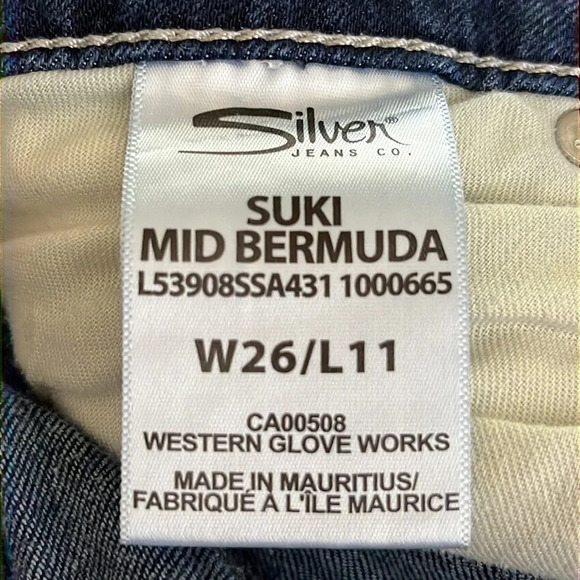 Silver®
JEANS CO.
SUKI
MID BERMUDA
L53908SSA431 1000665
W26/L11
CA00508
WESTERN GLOVE WORKS
MADE IN MAURITIUS/
FABRIQUÉ À L'ÎLE MAURICE